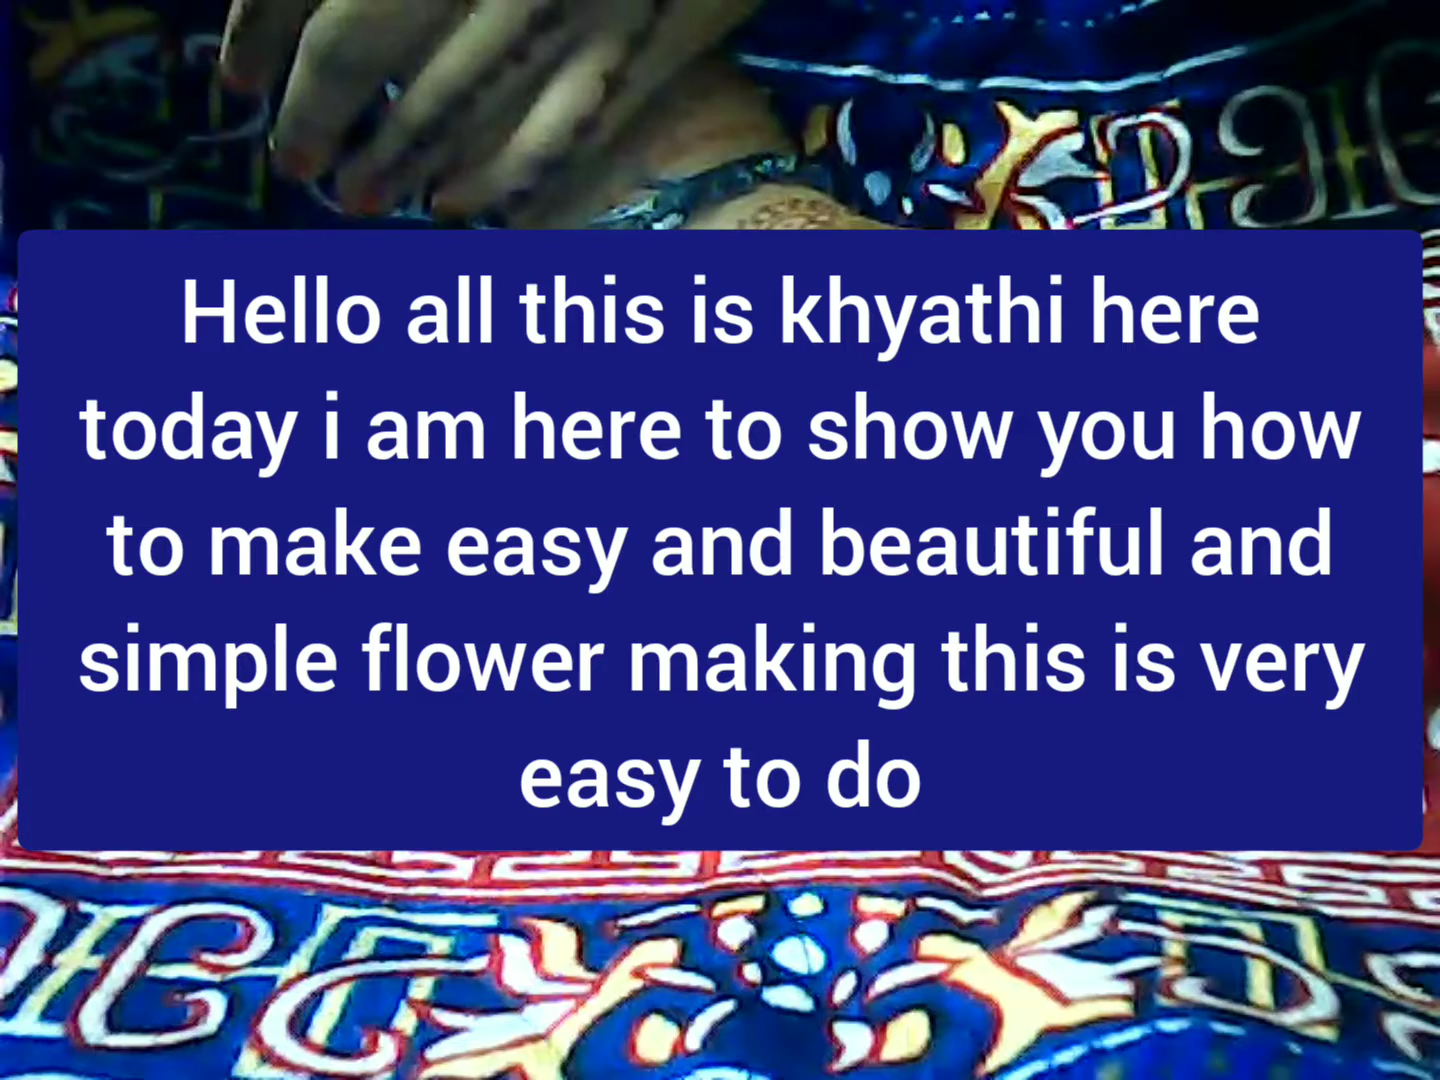 Hello all this is khyathi here
today i am here to show you how
to make easy and beautiful and
simple flower making this is very
easy to do